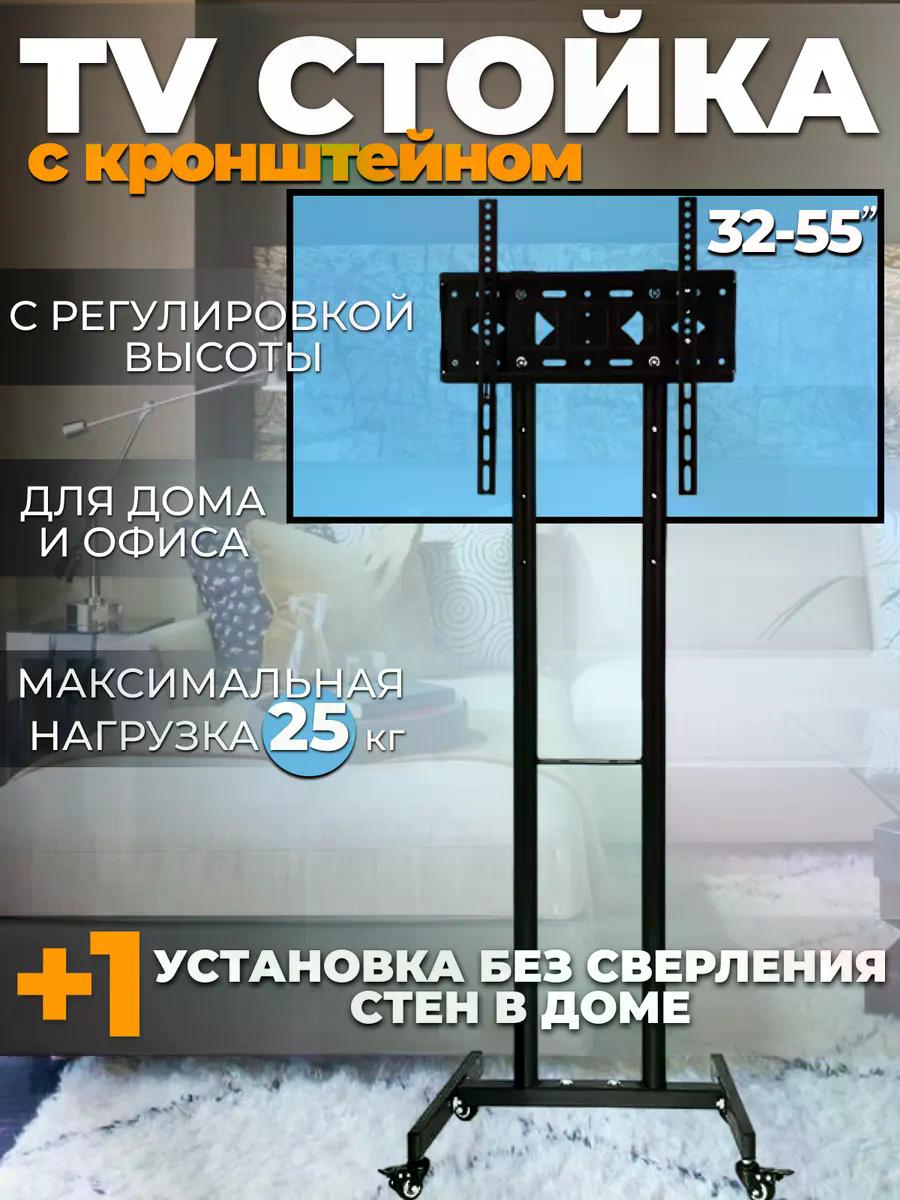 TV СТОЙКА
с кронштейном
32-55”
С РЕГУЛИРОВКОЙ
ВЫСОТЫ
ДЛЯ ДОМА
И ОФИСА
МАКСИМАЛЬНАЯ
НАГРУЗКА 25 кг
+1 УСТАНОВКА БЕЗ СВЕРЛЕНИЯ
СТЕН В ДОМЕ